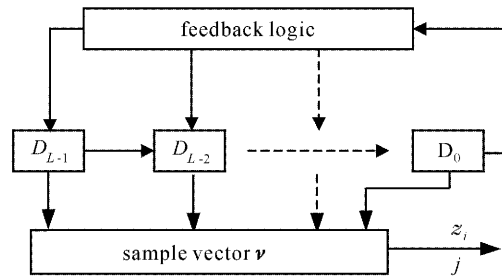 feedback logic
D_{L-1}
D_{L-2}
D_0
sample vector ν
z_i
j